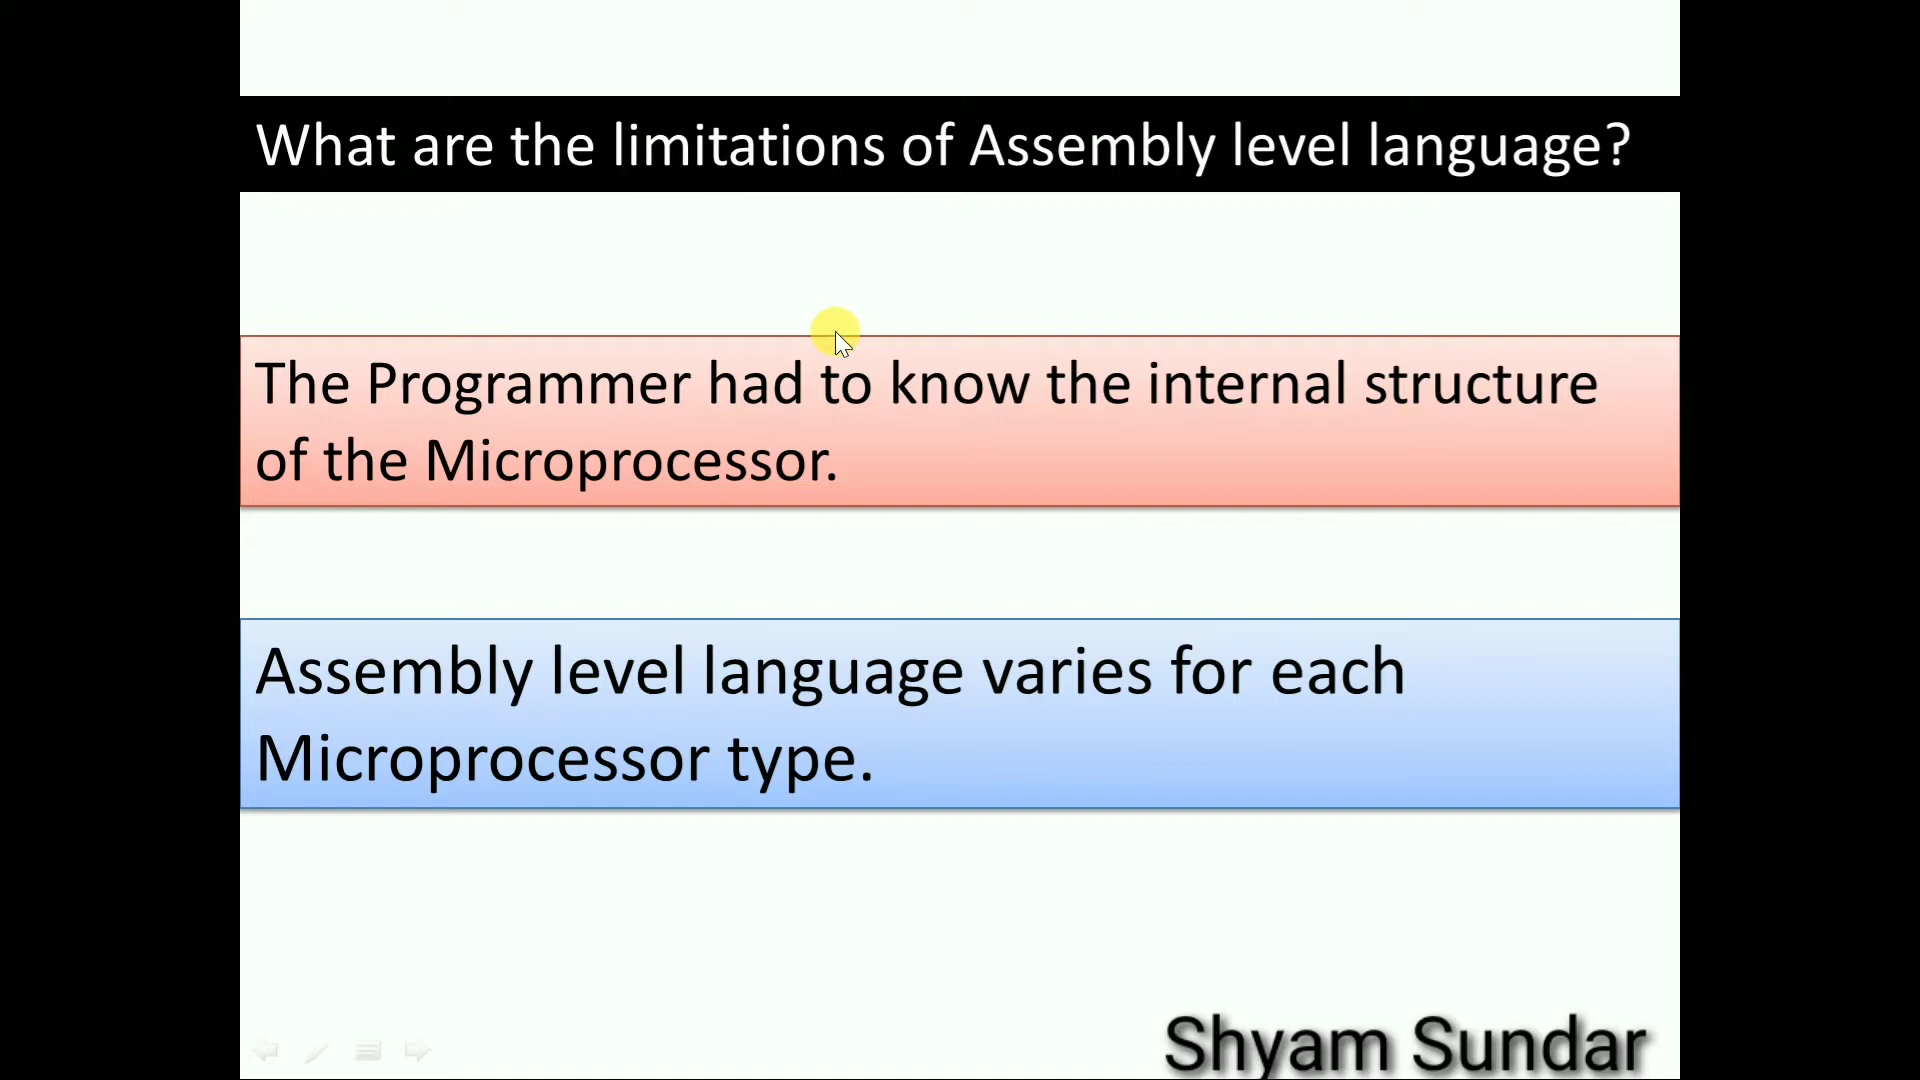 What are the limitations of Assembly level language?
The Programmer had to know the internal structure
of the Microprocessor.
Assembly level language varies for each
Microprocessor type.
Shyam Sundar